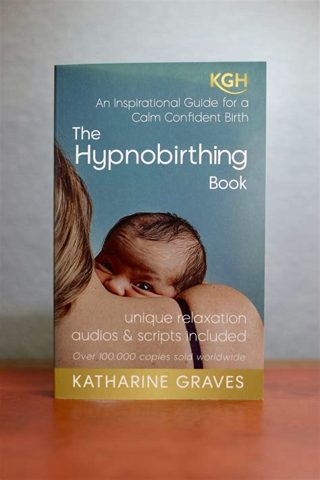 KGH
An Inspirational Guide for a
Calm Confident Birth
The
Hypnobirthing
Book
unique relaxation
audios & scripts included
Over 100,000 copies sold worldwide
KATHARINE GRAVES